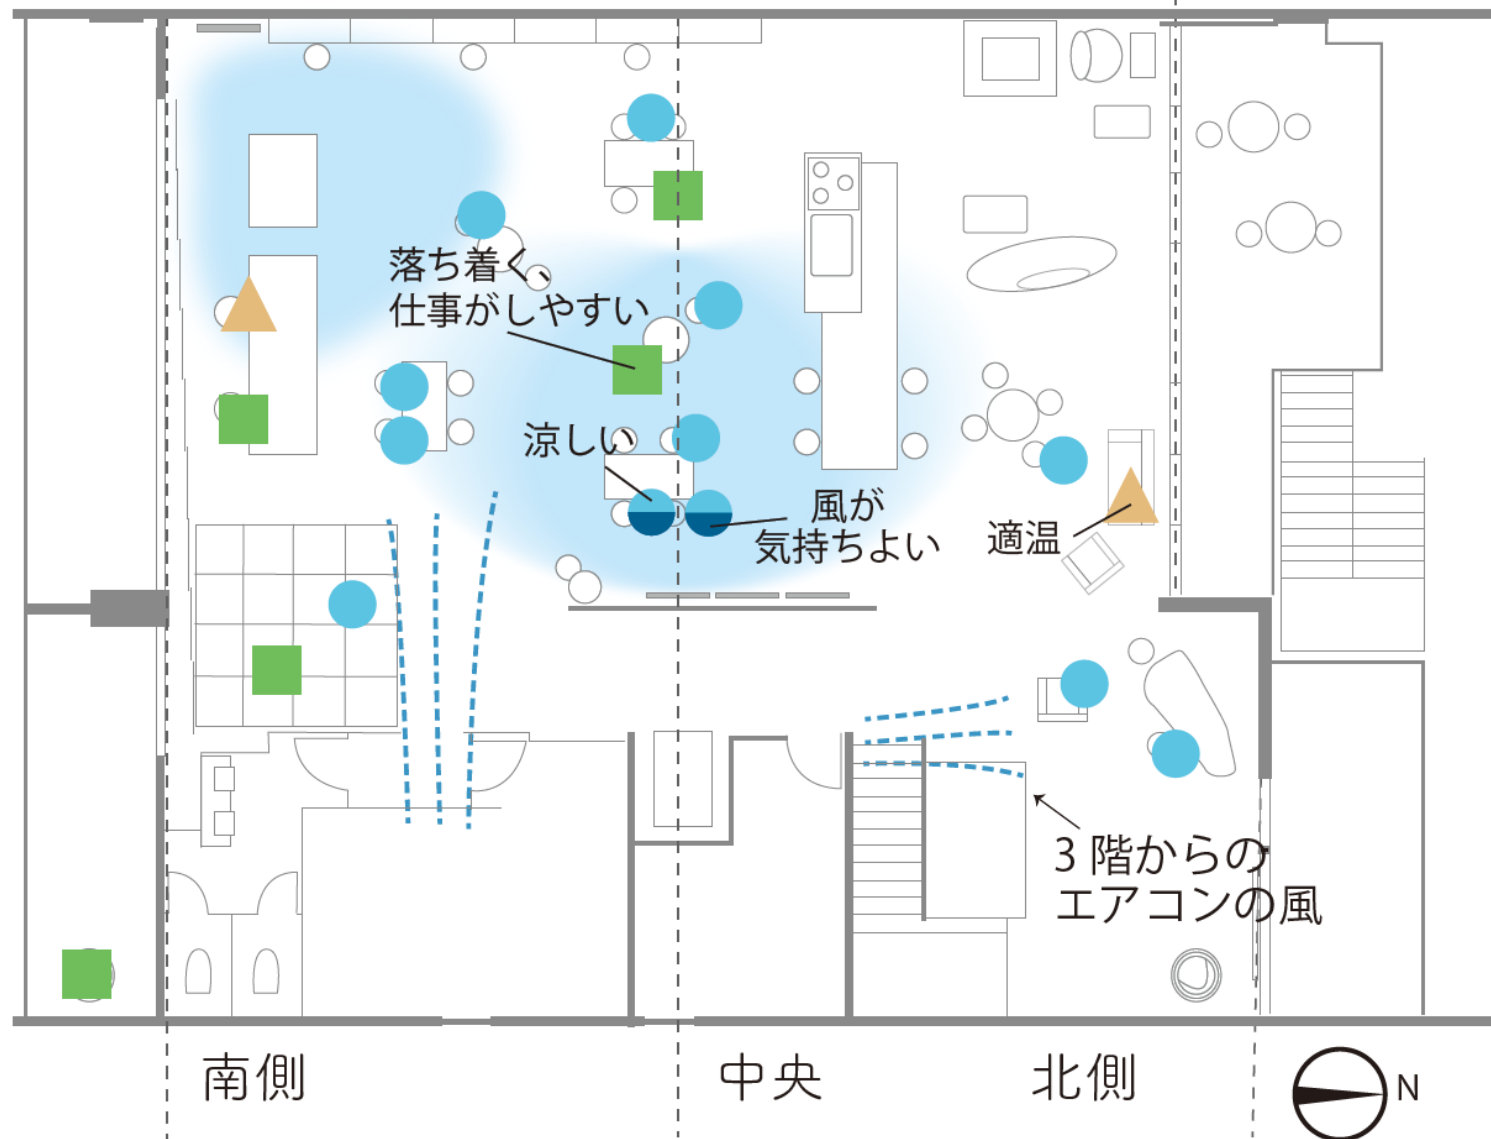 落ち着く、
仕事がしやすい
涼しい
風が
気持ちよい
適温
3 階からの
エアコンの風
南側
中央
北側
N